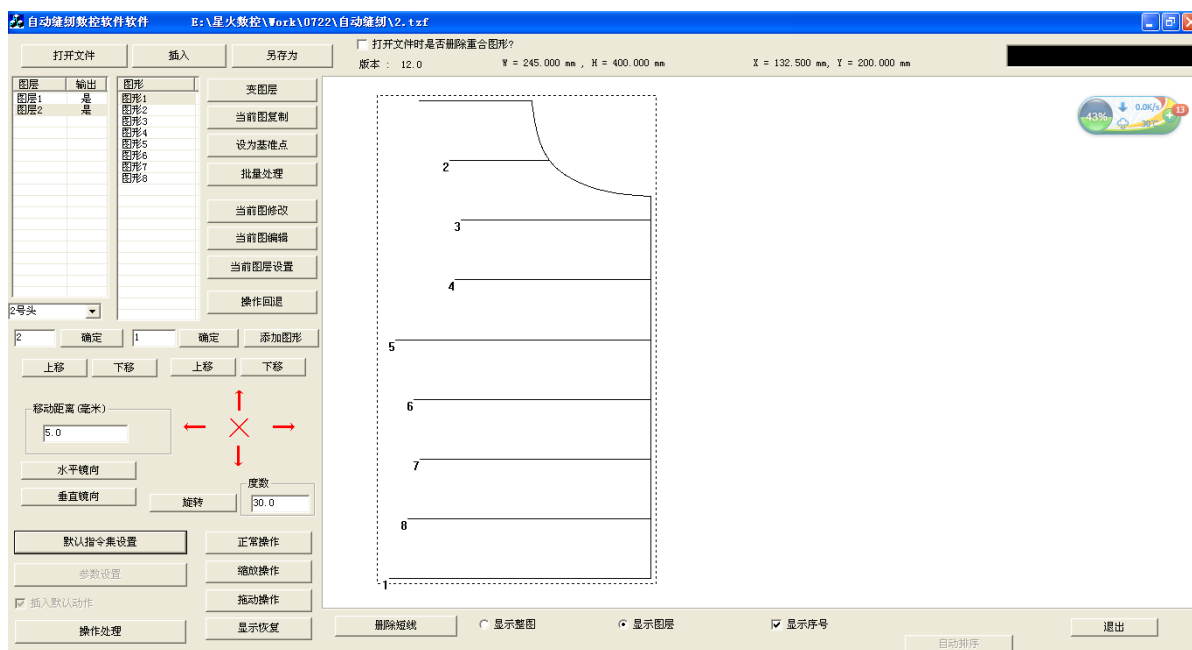 自动缝纫数控软件软件 E:\星火数控\Work\0722\自动缝纫\2.tzf
打开文件 插入 另存为
打开文件时是否删除重合图形?
版本 : 12.0 W = 245.000 mm , H = 400.000 mm X = 132.500 mm, Y = 200.000 mm
图层 输出 图形
图层1 是 图形1
图层2 是 图形2
图形3
图形4
图形5
图形6
图形7
图形8
变图层
当前图复制
设为基准点
批量处理
当前图修改
当前图编辑
当前图层设置
操作回退
2号头
2 确定 1 确定 添加图形
上移 下移 上移 下移
移动距离(毫米)
5.0
水平镜向
垂直镜向
旋转
度数
30.0
默认指令集设置 正常操作
参数设置 缩放操作
插入默认动作 拖动操作
操作处理 显示恢复
2
3
4
5
6
7
8
1
43% 0.0K/s 30℃ 13
删除短线 显示整图 显示图层 显示序号 自动排序 退出